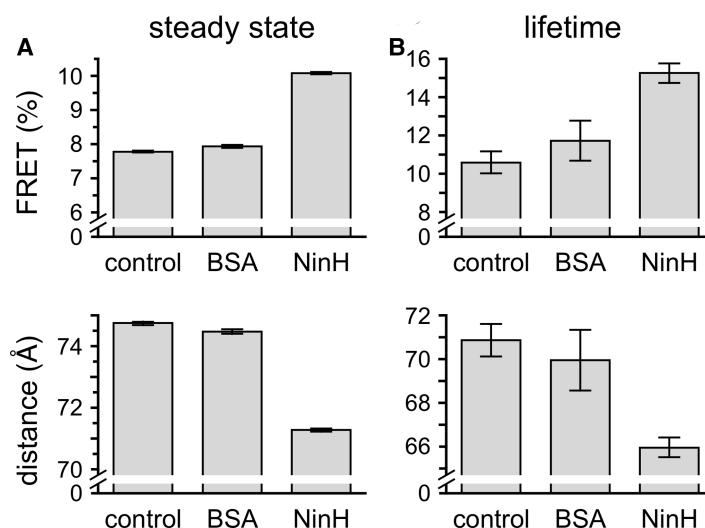 steady state
lifetime
A
B
FRET (%)
10
9
8
7
6
0
control BSA NinH
16
14
12
10
8
0
control BSA NinH
distance (Å)
74
72
70
0
control BSA NinH
72
70
68
66
0
control BSA NinH